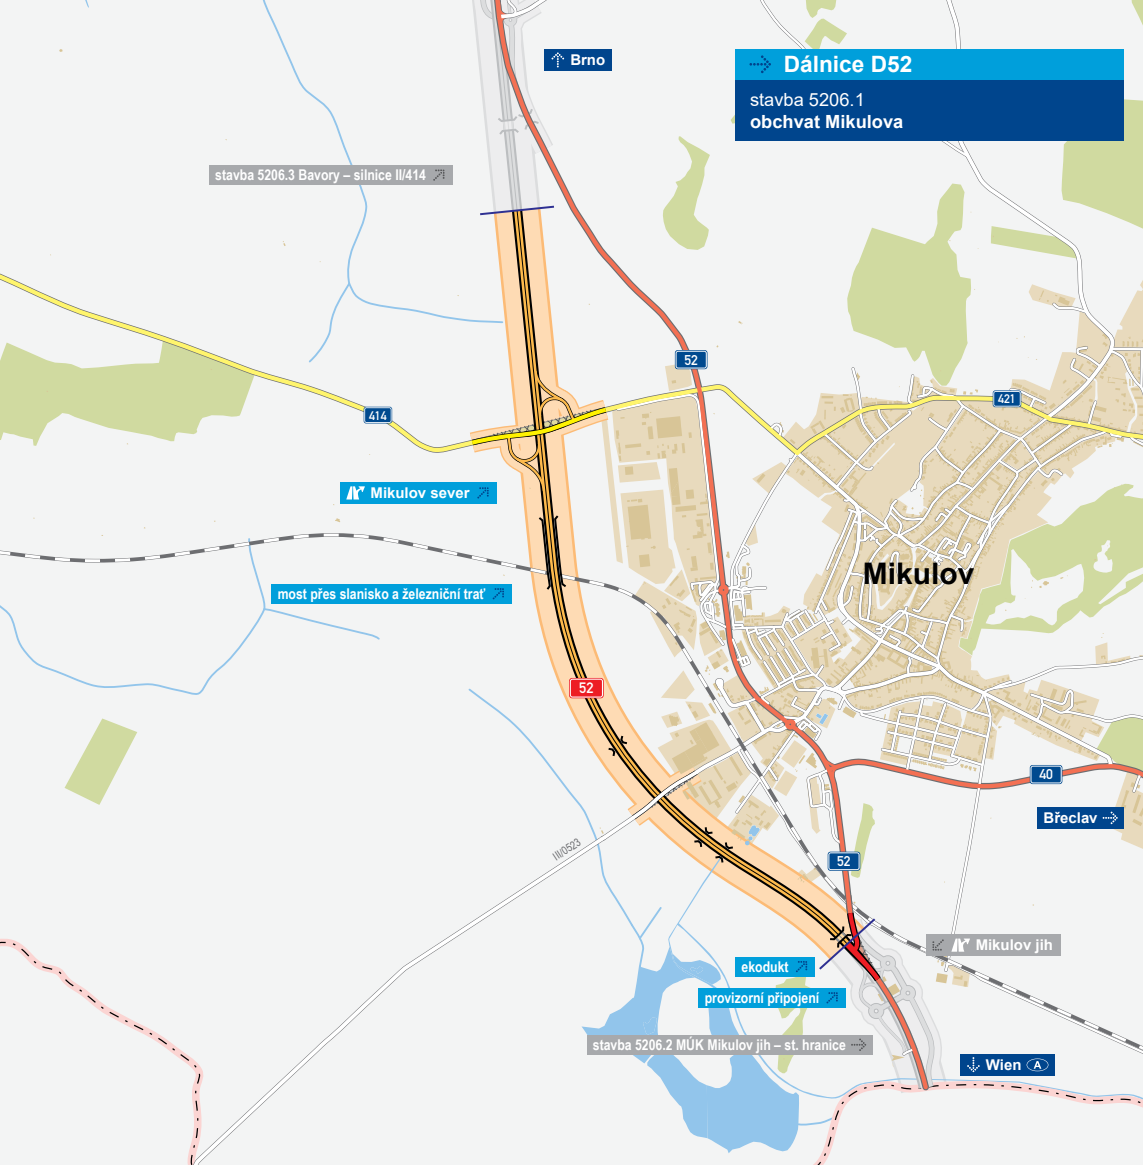 Brno
Dálnice D52
stavba 5206.1
obchvat Mikulova
stavba 5206.3 Bavory – silnice II/414
52
414
421
Mikulov sever
Mikulov
most přes slanisko a železniční trať
52
40
Břeclav
III/0523
52
Mikulov jih
ekodukt
provizorní připojení
stavba 5206.2 MÚK Mikulov jih – st. hranice
Wien A